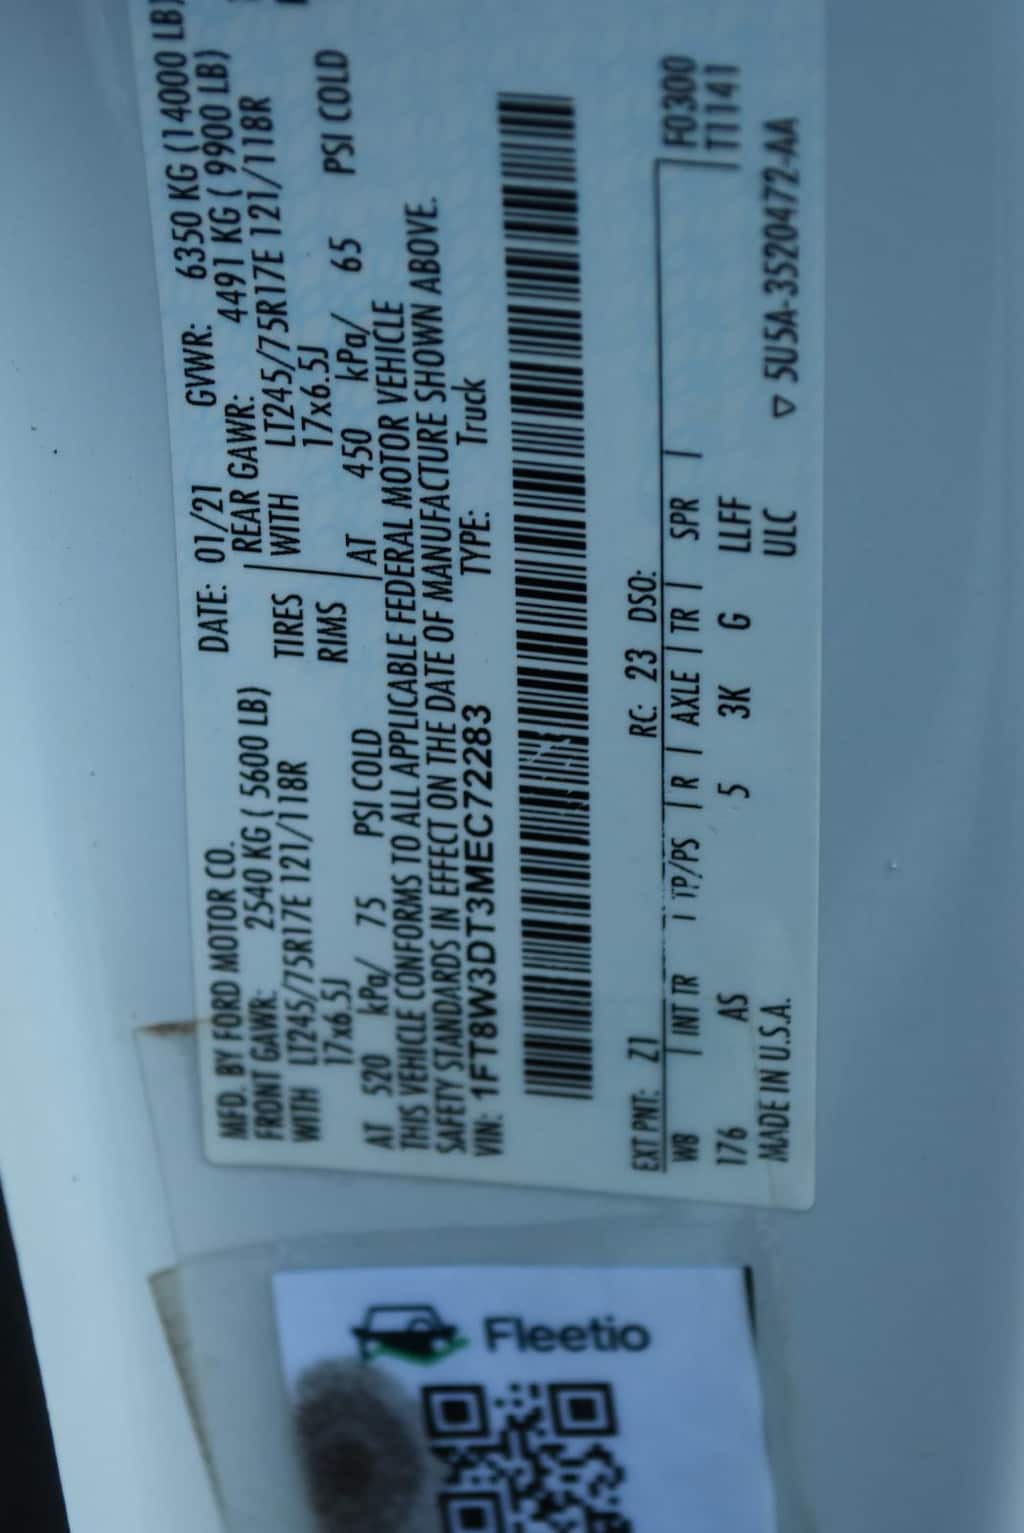 MFD. BY FORD MOTOR CO.
DATE: 01/21 GVWR: 6350 KG (14000 LB)
FRONT GAWR: 2540 KG ( 5600 LB) REAR GAWR: 4491 KG ( 9900 LB)
WITH LT245/75R17E 121/118R TIRES WITH LT245/75R17E 121/118R
17x6.5J RIMS 17x6.5J
AT 520 kPa/ 75 PSI COLD AT 450 kPa/ 65 PSI COLD
THIS VEHICLE CONFORMS TO ALL APPLICABLE FEDERAL MOTOR VEHICLE
SAFETY STANDARDS IN EFFECT ON THE DATE OF MANUFACTURE SHOWN ABOVE.
VIN: 1FT8W3DT3MEC72283 TYPE: Truck
EXT PNT: Z1 RC: 23 DSO:
WB INT TR TP/PS R AXLE TR SPR F0300
176 AS 5 3K G LLFF T1141
MADE IN U.S.A. ULC ▽ 5U5A-3520472-AA
Fleetio